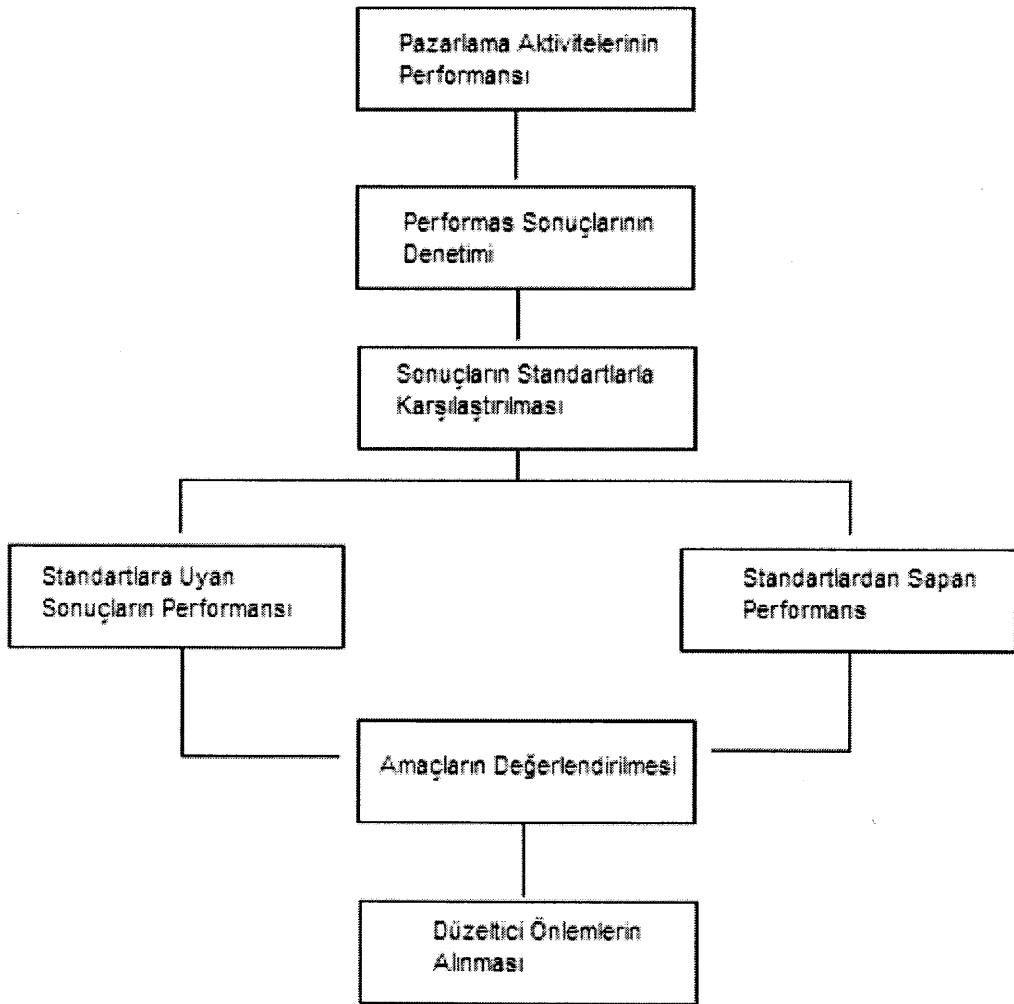 Pazarlama Aktivitelerinin
Performansı
Performas Sonuçlarının
Denetimi
Sonuçların Standartlarla
Karşılaştırılması
Standartlara Uyan
Sonuçların Performansı
Standartlardan Sapan
Performans
Amaçların Değerlendirilmesi
Düzeltici Önlemlerin
Alınması